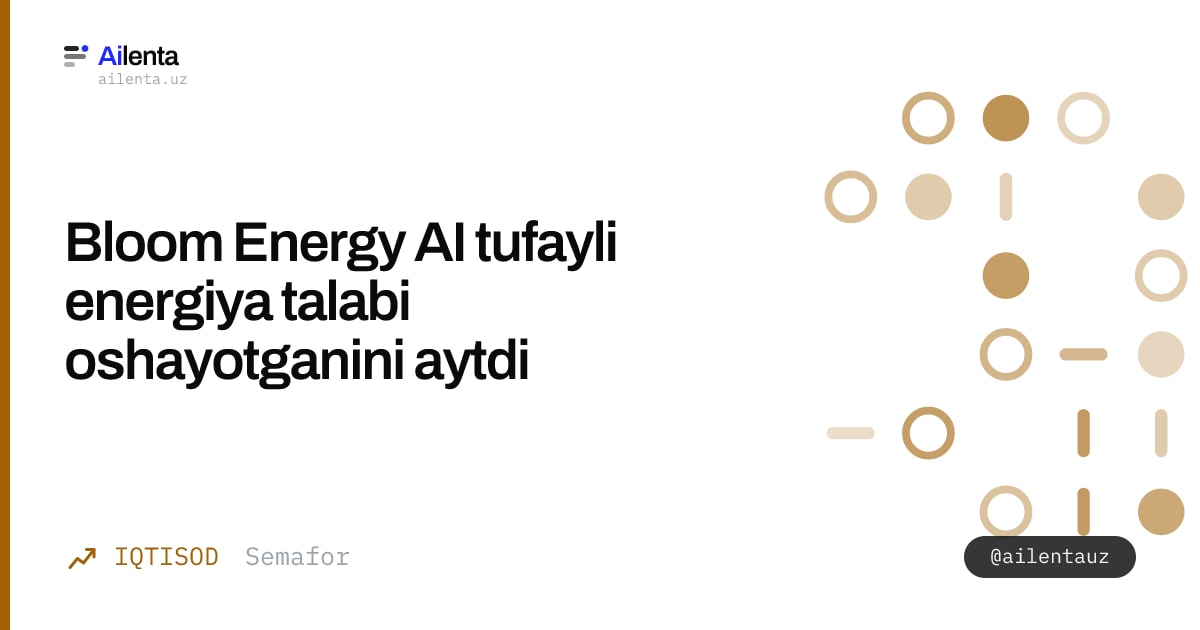 Ailenta
ailenta.uz
Bloom Energy AI tufayli
energiya talabi
oshayotganini aytdi
IQTISOD Semafor
@ailentauz